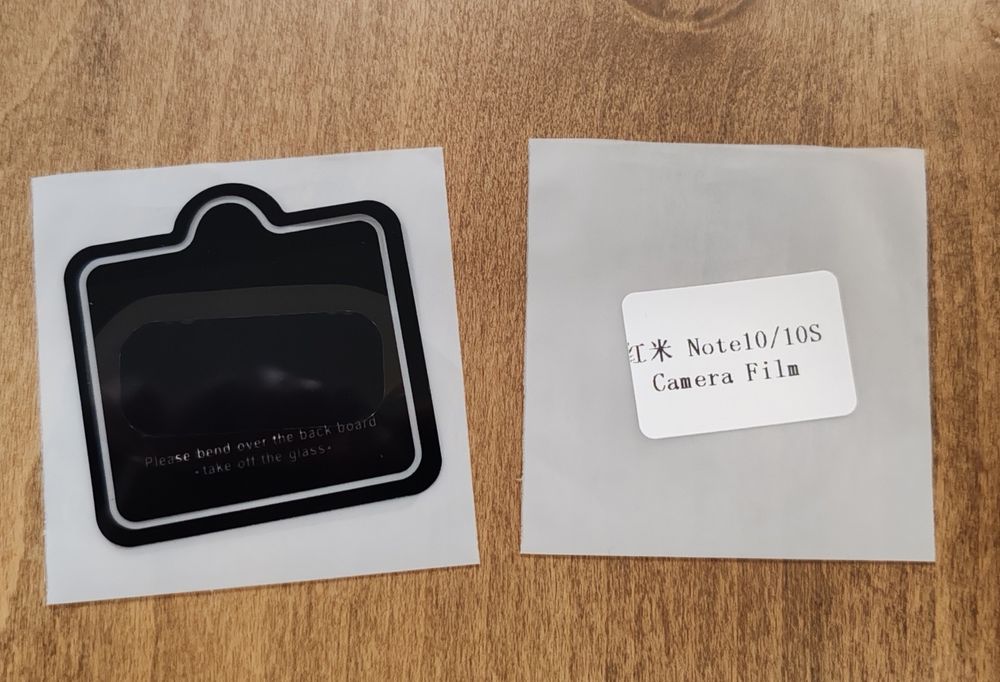 Please bend over the back board
•take off the glass•
红米 Note10/10S
Camera Film